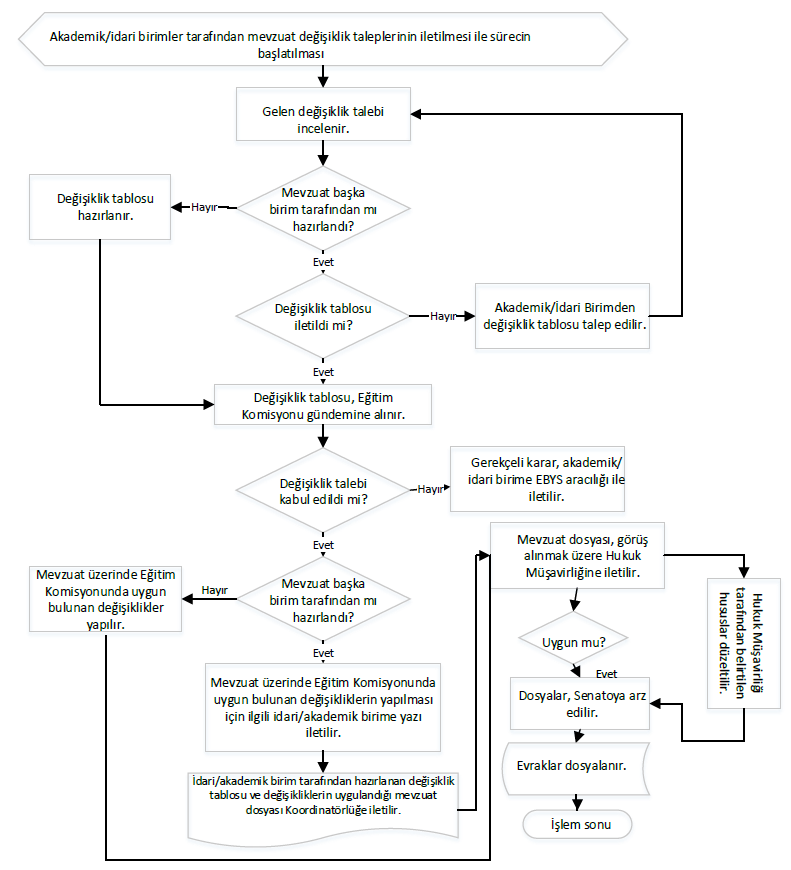 Akademik/idari birimler tarafından mevzuat değişiklik taleplerinin iletilmesi ile sürecin
başlatılması
Gelen değişiklik talebi
incelenir.
Mevzuat başka
birim tarafından mı
hazırlandı?
Hayır
Değişiklik tablosu
hazırlanır.
Evet
Değişiklik tablosu
iletildi mi?
Hayır
Akademik/İdari Birimden
değişiklik tablosu talep edilir.
Evet
Değişiklik tablosu, Eğitim
Komisyonu gündemine alınır.
Değişiklik talebi
kabul edildi mi?
Hayır
Gerekçeli karar, akademik/
idari birime EBYS aracılığı ile
iletilir.
Evet
Mevzuat başka
birim tarafından mı
hazırlandı?
Hayır
Mevzuat üzerinde Eğitim
Komisyonunda uygun
bulunan değişiklikler
yapılır.
Evet
Mevzuat üzerinde Eğitim Komisyonunda
uygun bulunan değişikliklerin yapılması
için ilgili idari/akademik birime yazı
iletilir.
İdari/akademik birim tarafından hazırlanan değişiklik
tablosu ve değişikliklerin uygulandığı mevzuat
dosyası Koordinatörlüğe iletilir.
Mevzuat dosyası, görüş
alınmak üzere Hukuk
Müşavirliğine iletilir.
Uygun mu?
Hukuk Müşavirliği
tarafından belirtilen
hususlar düzeltilir.
Evet
Dosyalar, Senatoya arz
edilir.
Evraklar dosyalanır.
İşlem sonu